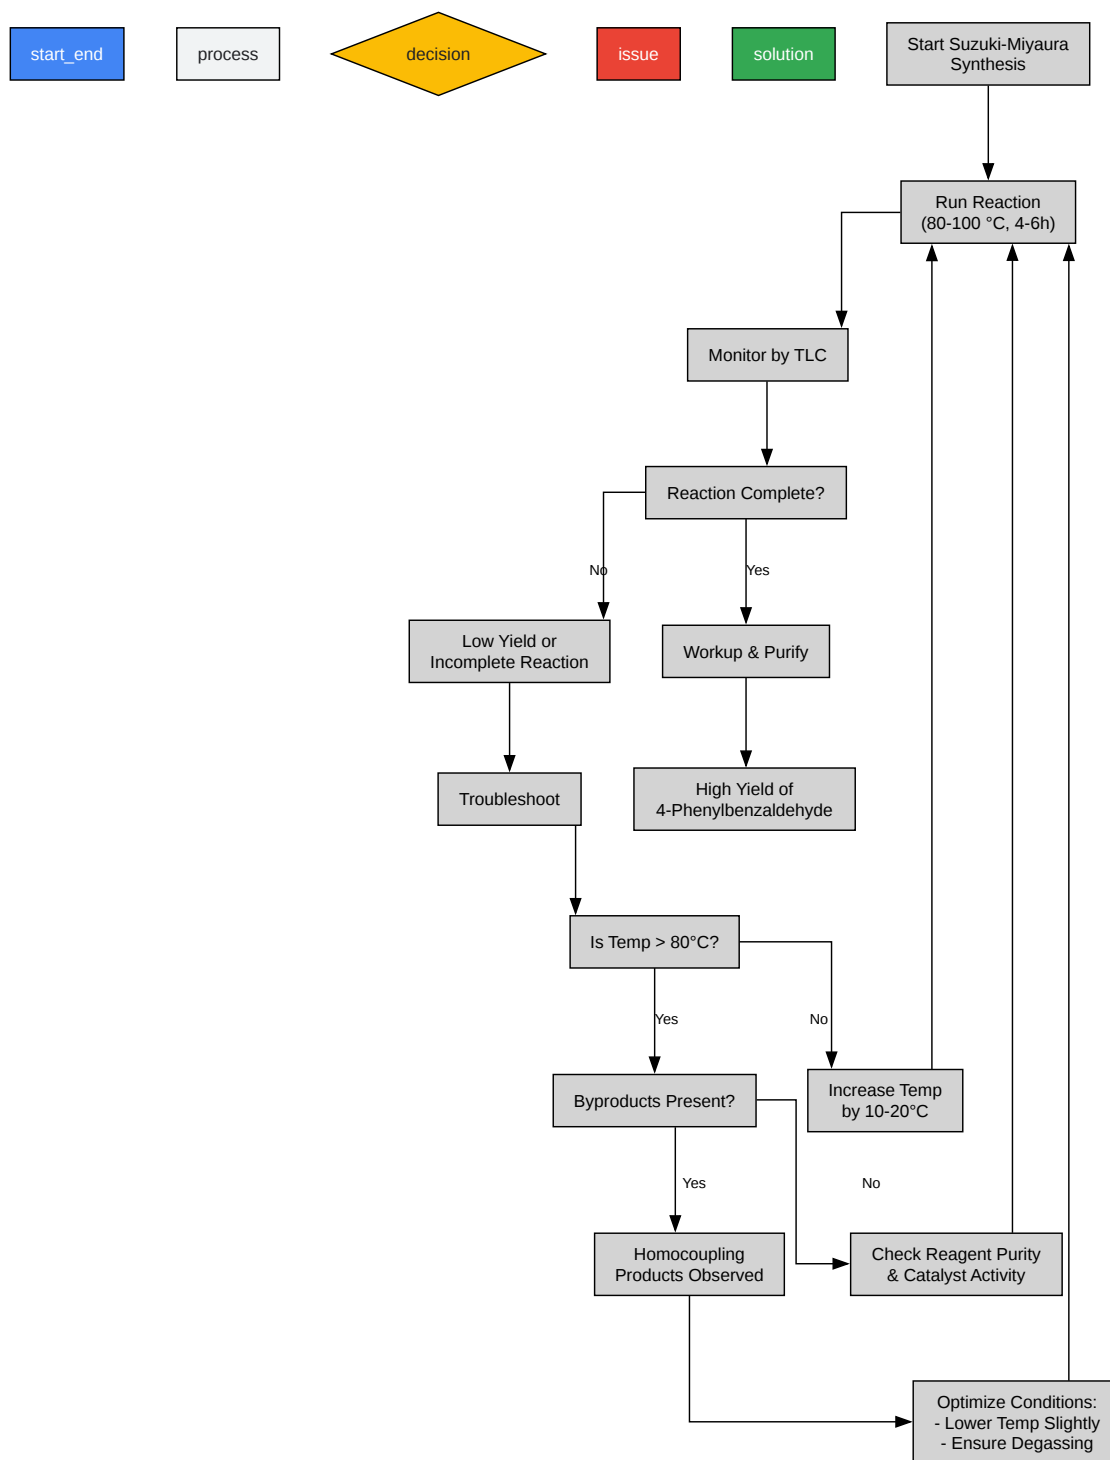 start_end
process
decision
issue
solution
Start Suzuki-Miyaura
Synthesis
Run Reaction
(80-100 °C, 4-6h)
Monitor by TLC
Reaction Complete?
No
Yes
Low Yield or
Incomplete Reaction
Workup & Purify
Troubleshoot
High Yield of
4-Phenylbenzaldehyde
Is Temp > 80°C?
Yes
No
Byproducts Present?
Increase Temp
by 10-20°C
Yes
No
Homocoupling
Products Observed
Check Reagent Purity
& Catalyst Activity
Optimize Conditions:
- Lower Temp Slightly
- Ensure Degassing